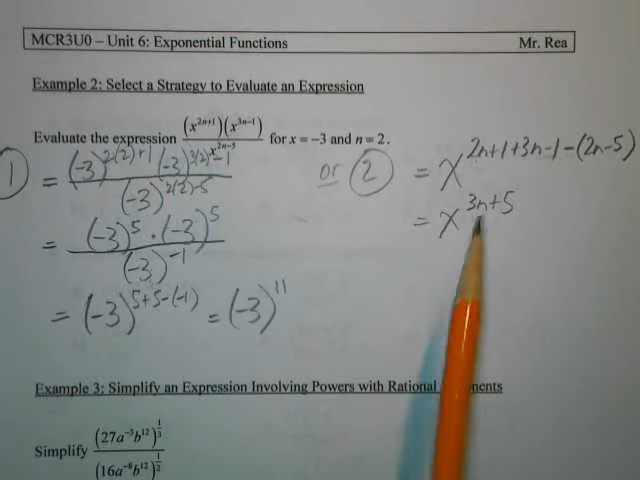 MCR3U0 – Unit 6: Exponential Functions Mr. Rea
Example 2: Select a Strategy to Evaluate an Expression
Evaluate the expression (x^(2n+1))(x^(3n−1)) / x^(2n−5) for x = −3 and n = 2.
① = (-3)^(2(2)+1) (-3)^(3(2)-1) / (-3)^(2(2)-5)
= (-3)^5 · (-3)^5 / (-3)^(-1)
= (-3)^(5+5-(-1)) = (-3)^11
or ② = x^(2n+1+3n-1-(2n-5))
= x^(3n+5)
Example 3: Simplify an Expression Involving Powers with Rational
Simplify (27a^(−3)b^(12))^(1/3) / (16a^(−8)b^(12))^(1/2)